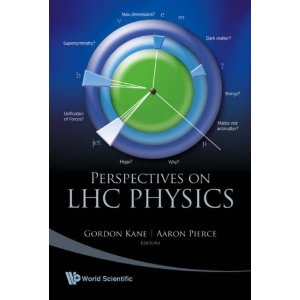 New dimensions?
Supersymmetry?
Dark matter?
e
b
γ
Strings?
Unification
of Forces?
Matter not
antimatter?
jet
μ
Higgs?
Why?
PERSPECTIVES ON
LHC PHYSICS
GORDON KANE | AARON PIERCE
EDITORS
World Scientific